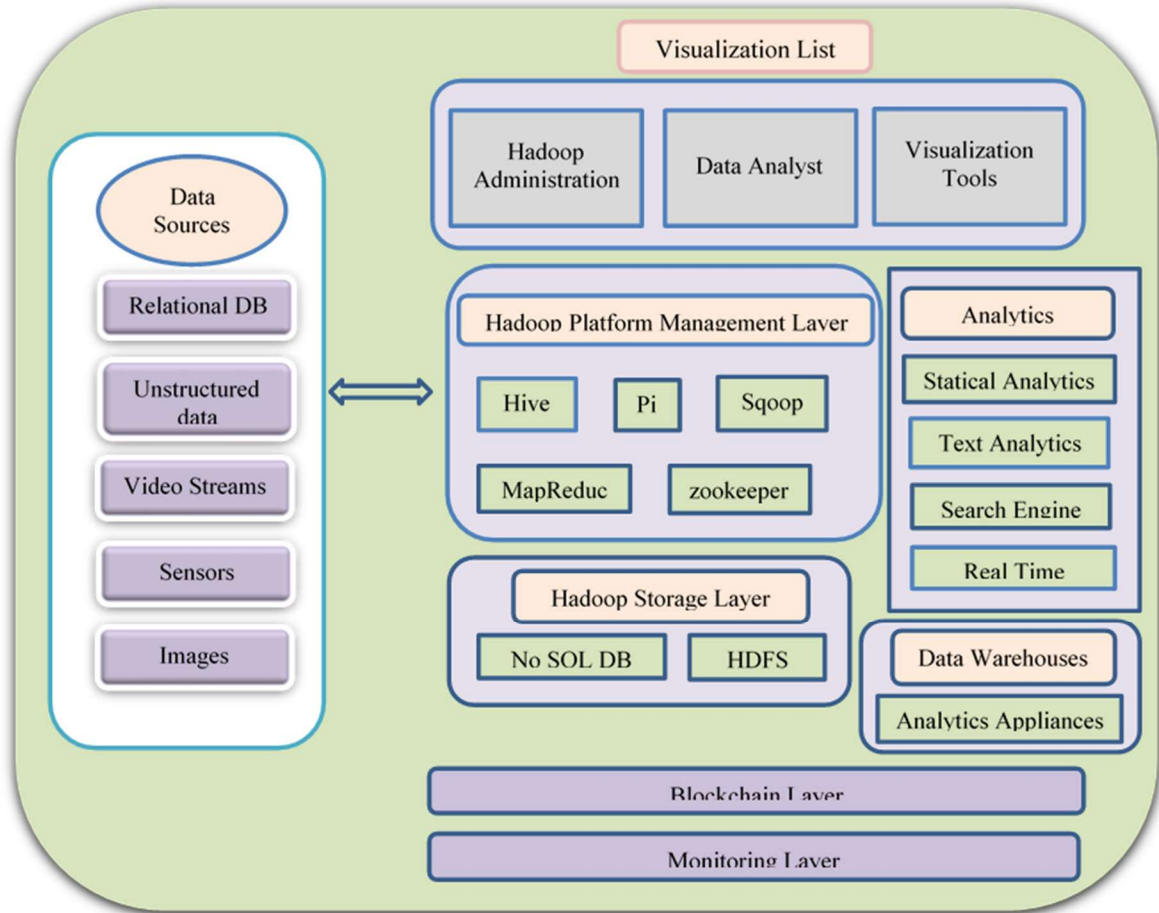 Visualization List
Hadoop
Administration
Data Analyst
Visualization
Tools
Data
Sources
Relational DB
Unstructured
data
Video Streams
Sensors
Images
Hadoop Platform Management Layer
Hive
Pi
Sqoop
MapReduc
zookeeper
Hadoop Storage Layer
No SOL DB
HDFS
Analytics
Statical Analytics
Text Analytics
Search Engine
Real Time
Data Warehouses
Analytics Appliances
Blockchain Layer
Monitoring Layer